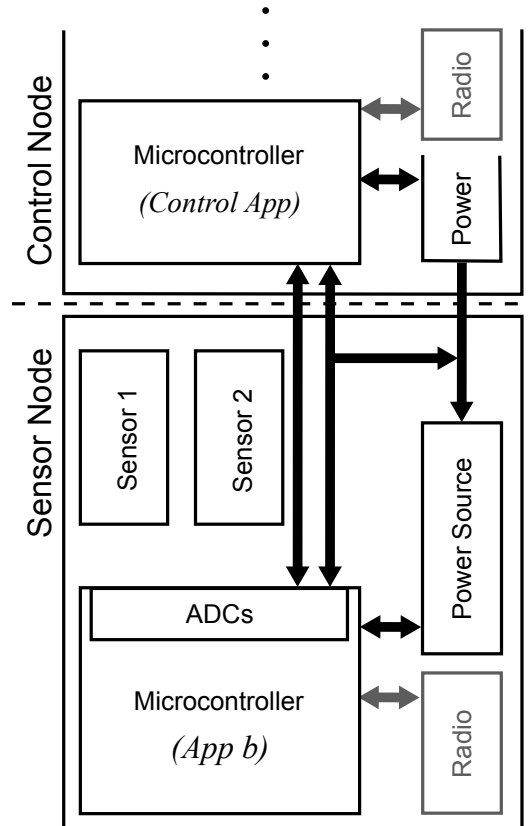 Control Node
Radio
Microcontroller
(Control App)
Power
Sensor Node
Sensor 1
Sensor 2
Power Source
ADCs
Microcontroller
(App b)
Radio